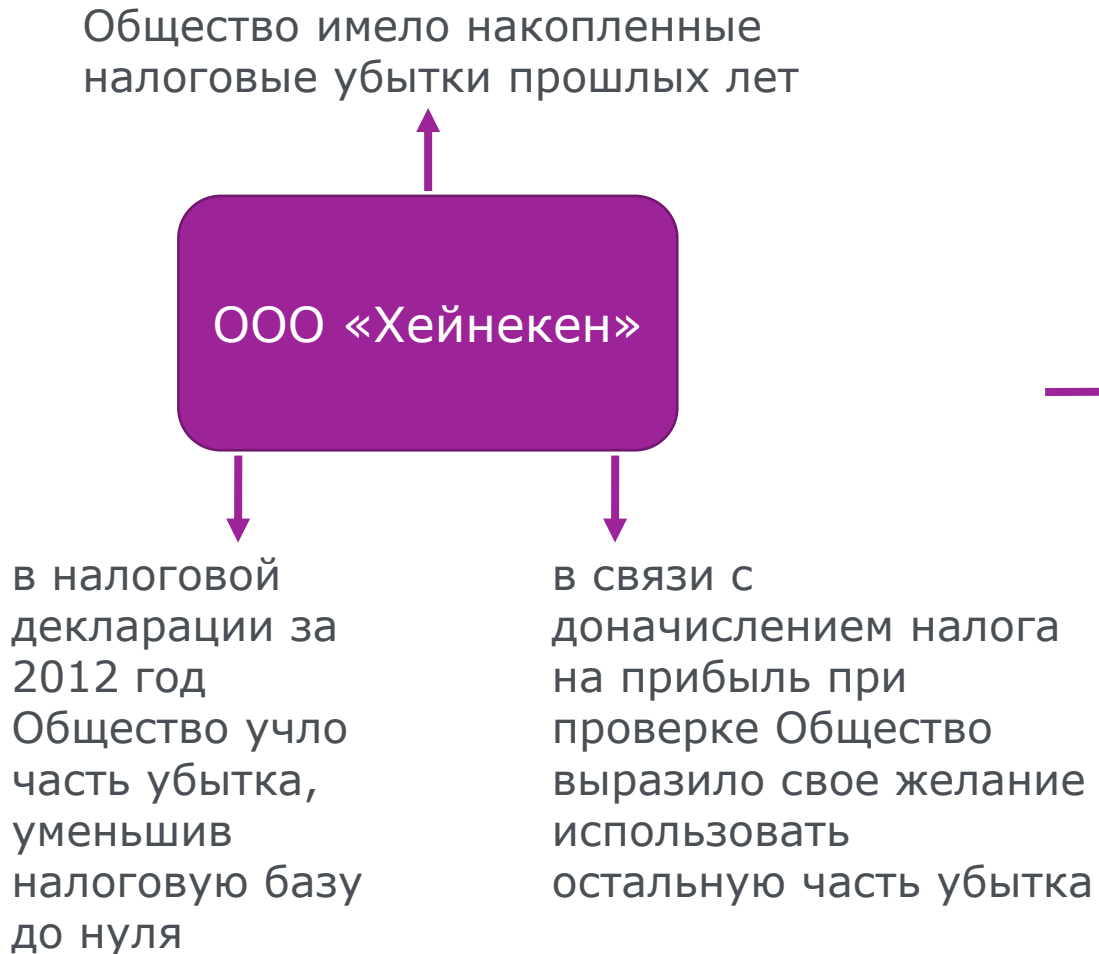 Общество имело накопленные
налоговые убытки прошлых лет
ООО «Хейнекен»
в налоговой
декларации за
2012 год
Общество учло
часть убытка,
уменьшив
налоговую базу
до нуля
в связи с
доначислением налога
на прибыль при
проверке Общество
выразило свое желание
использовать
остальную часть убытка